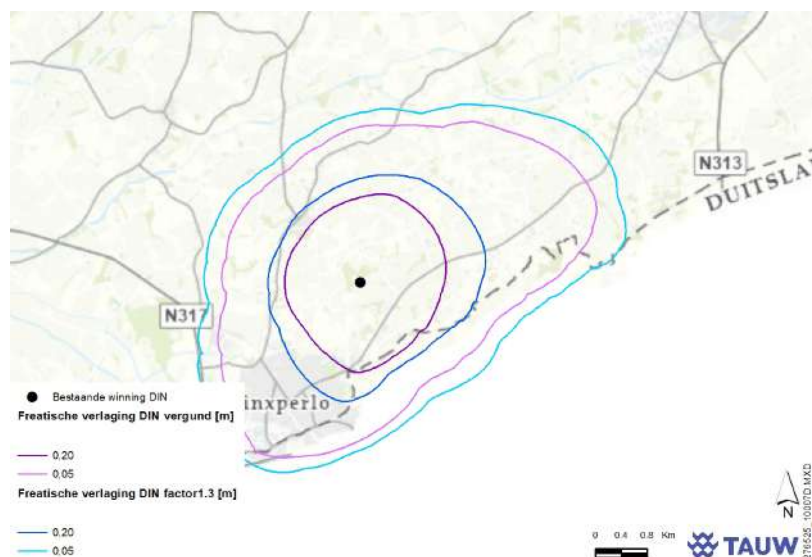 N313
DUITSLA
N317
inxperlo
Bestaande winning DIN
Freatische verlaging DIN vergund [m]
0,20
0,05
Freatische verlaging DIN factor1.3 [m]
0,20
0,05
N
0 0.4 0.8 Km
TAUW